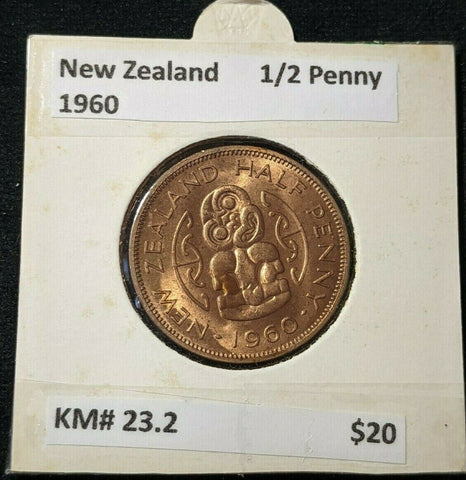 New Zealand 1/2 Penny
1960
NEW ZEALAND HALF PENNY
· 1960 ·
KM# 23.2 $20